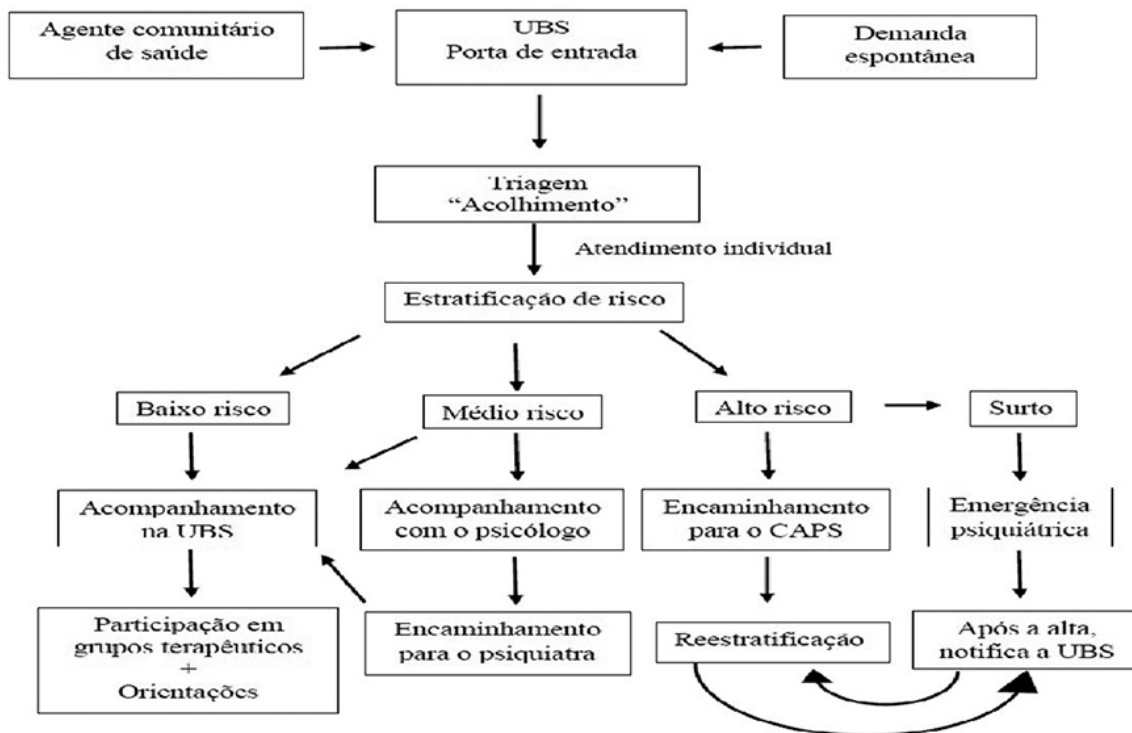 Agente comunitário
de saúde
UBS
Porta de entrada
Demanda
espontânea
Triagem
“Acolhimento”
Atendimento individual
Estratificação de risco
Baixo risco
Médio risco
Alto risco
Surto
Acompanhamento
na UBS
Acompanhamento
com o psicólogo
Encaminhamento
para o CAPS
Emergência
psiquiátrica
Participação em
grupos terapêuticos
+
Orientações
Encaminhamento
para o psiquiatra
Reestratificação
Após a alta,
notifica a UBS